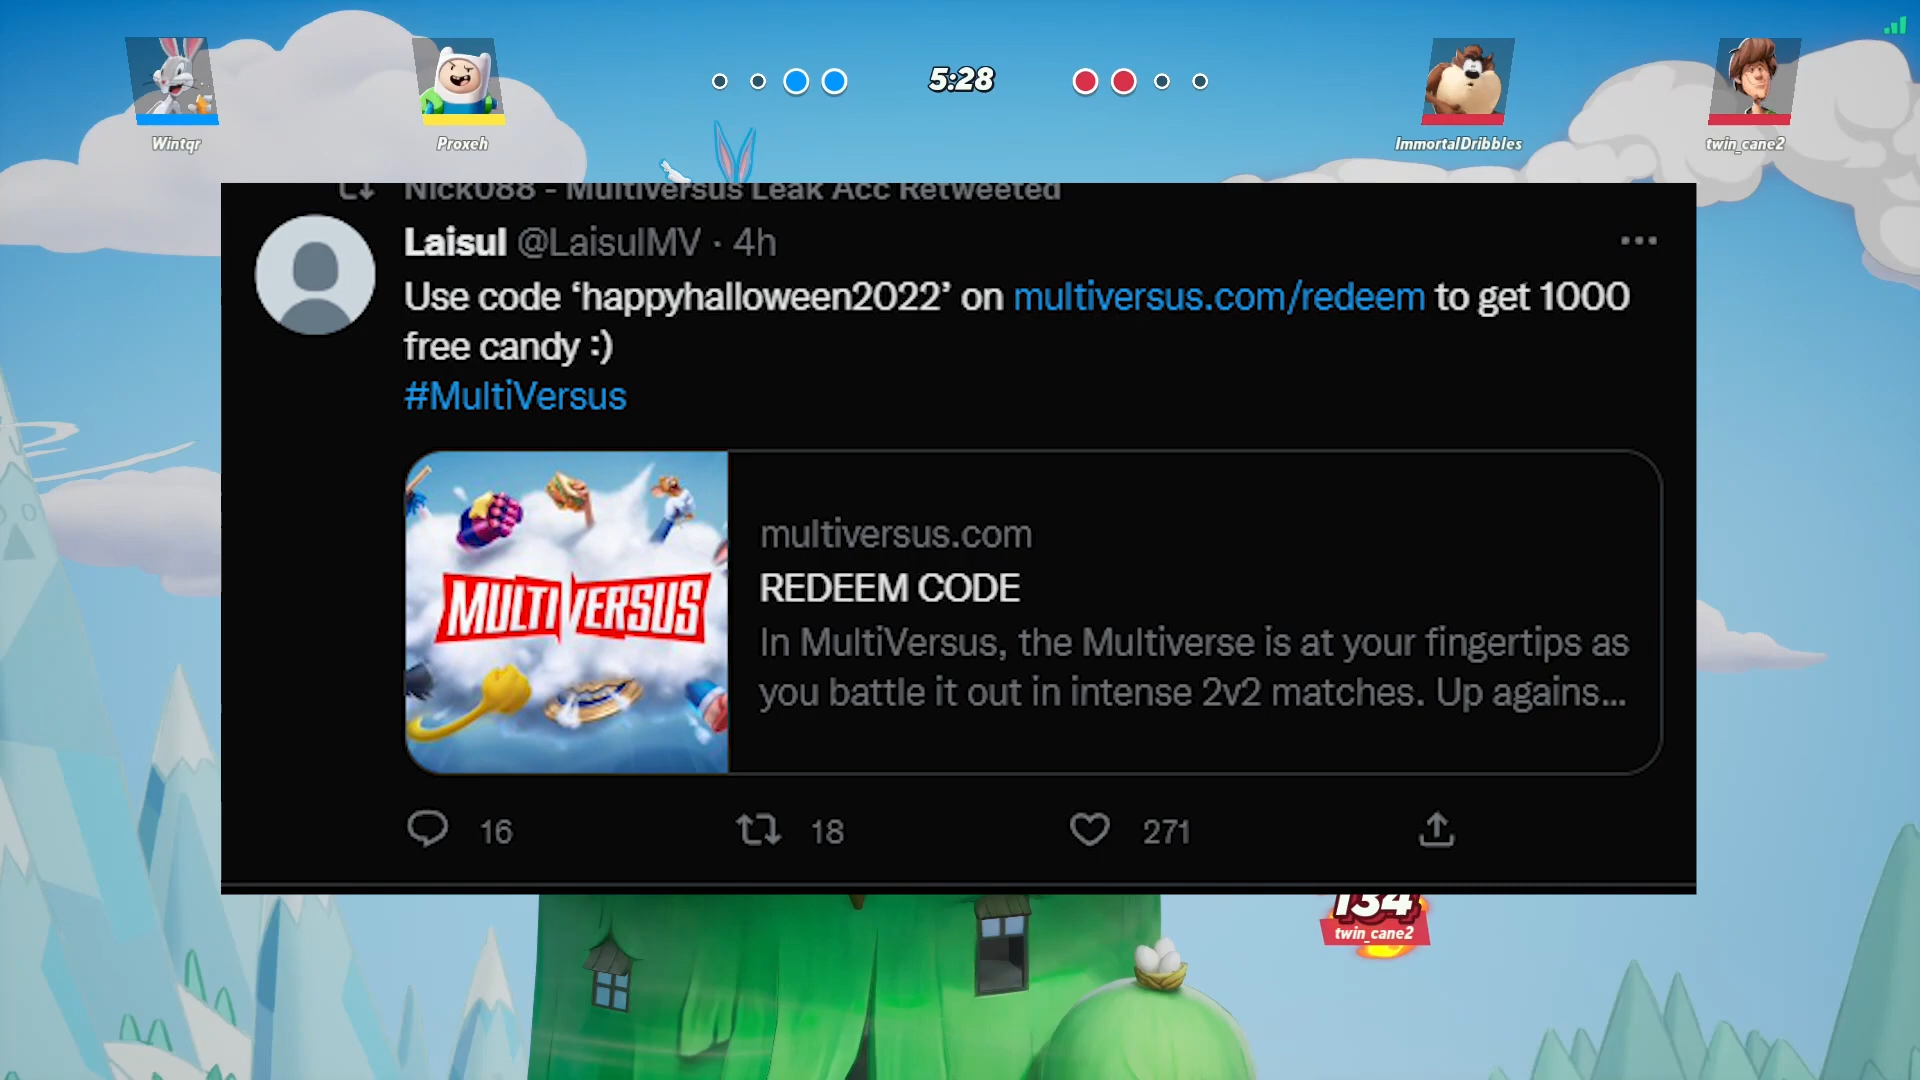 5:28
Wintqr
Proxeh
ImmortalDribbles
twin_cane2
Nick088 - Multiversus Leak Acc Retweeted
Laisul @LaisulMV · 4h
Use code ‘happyhalloween2022’ on multiversus.com/redeem to get 1000
free candy :)
#MultiVersus
MULTIVERSUS
multiversus.com
REDEEM CODE
In MultiVersus, the Multiverse is at your fingertips as
you battle it out in intense 2v2 matches. Up agains...
16
18
271
134
twin_cane2